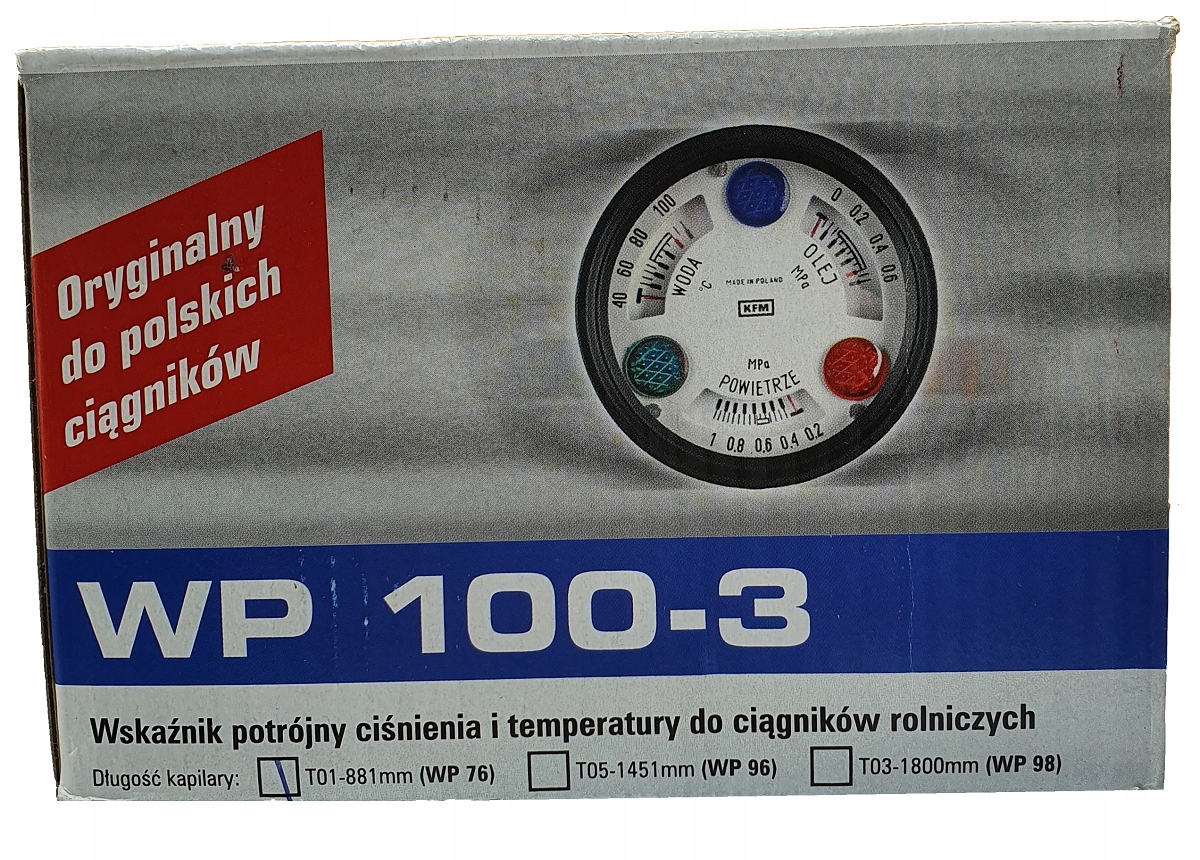 Oryginalny
do polskich
ciągników
40 60 80 100
WODA
°C
0 0.2 0.4 0.6
OLEJ
MPa
MADE IN POLAND
KFM
MPa
POWIETRZE
1 0.8 0.6 0.4 0.2
WP 100-3
Wskaźnik potrójny ciśnienia i temperatury do ciągników rolniczych
Długość kapilary: T01-881mm (WP 76) T05-1451mm (WP 96) T03-1800mm (WP 98)